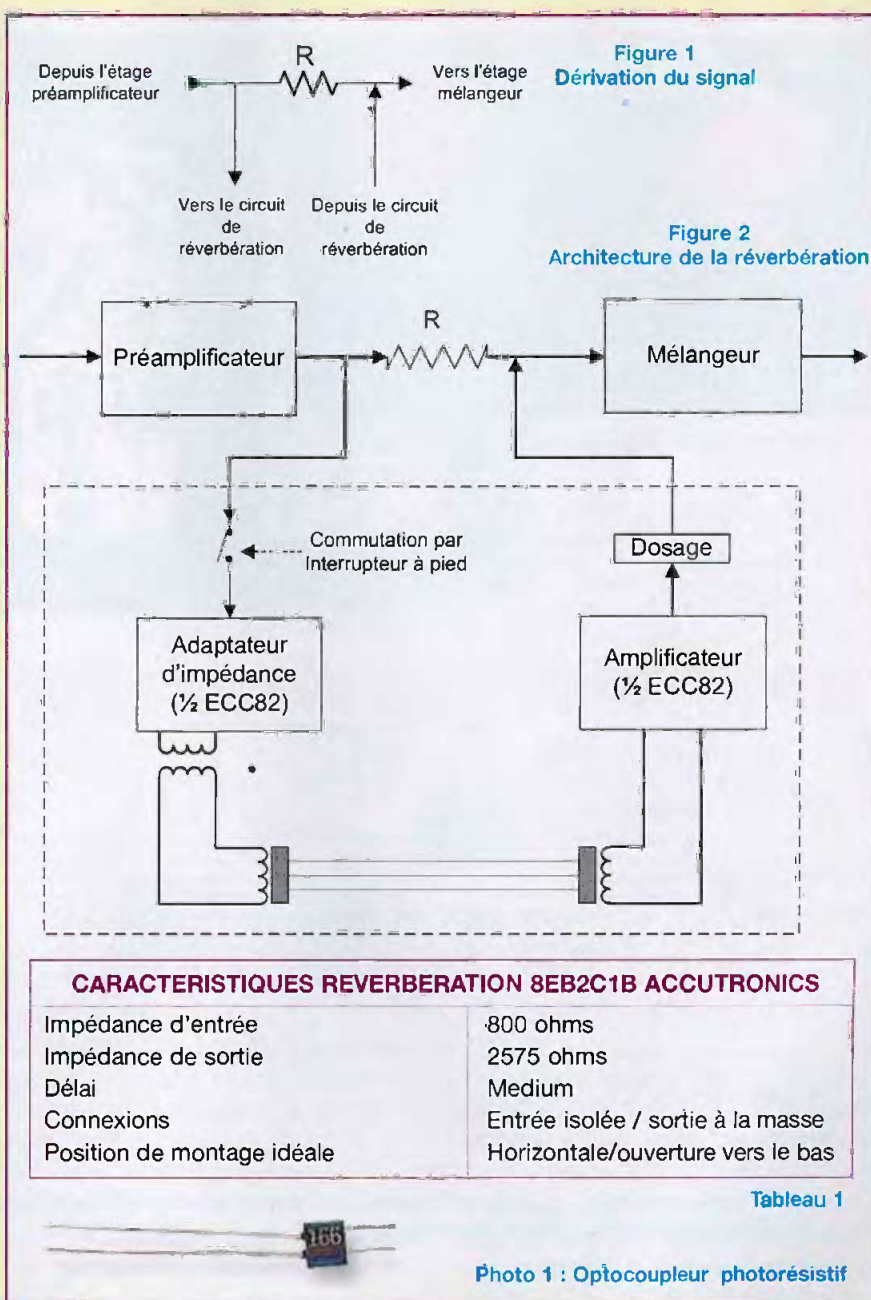 Figure 1
Dérivation du signal
R
Depuis l'étage
préamplificateur
Vers l'étage
mélangeur
Vers le circuit
de
réverbération
Depuis le circuit
de
réverbération
Figure 2
Architecture de la réverbération
Préamplificateur
R
Mélangeur
Commutation par
Interrupteur à pied
Dosage
Adaptateur
d'impédance
(½ ECC82)
Amplificateur
(½ ECC82)
CARACTERISTIQUES REVERBERATION 8EB2C1B ACCUTRONICS
Impédance d'entrée 800 ohms
Impédance de sortie 2575 ohms
Délai Medium
Connexions Entrée isolée / sortie à la masse
Position de montage idéale Horizontale/ouverture vers le bas
Tableau 1
166
Photo 1 : Optocoupleur photorésistif